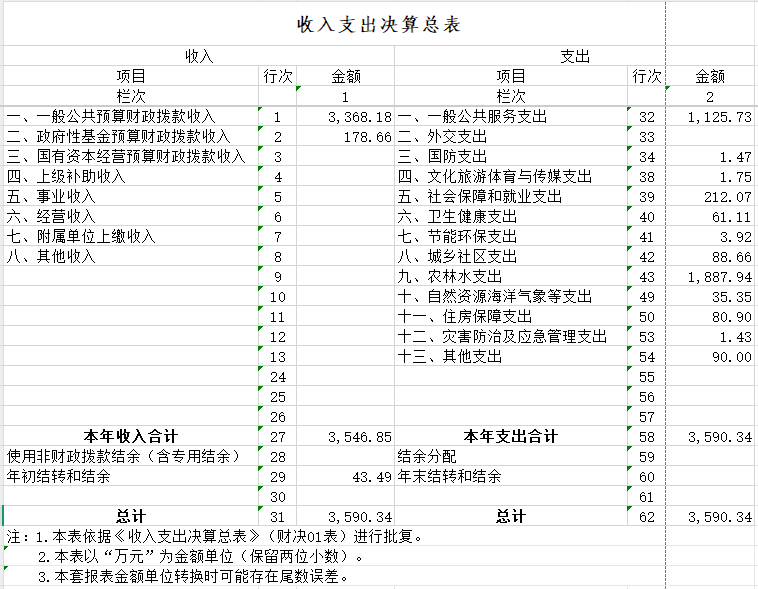 收入支出决算总表
收入 支出
项目 行次 金额 项目 行次 金额
栏次 1 栏次 2
一、一般公共预算财政拨款收入 1 3,368.18 一、一般公共服务支出 32 1,125.73
二、政府性基金预算财政拨款收入 2 178.66 二、外交支出 33
三、国有资本经营预算财政拨款收入 3 三、国防支出 34 1.47
四、上级补助收入 4 四、文化旅游体育与传媒支出 38 1.75
五、事业收入 5 五、社会保障和就业支出 39 212.07
六、经营收入 6 六、卫生健康支出 40 61.11
七、附属单位上缴收入 7 七、节能环保支出 41 3.92
八、其他收入 8 八、城乡社区支出 42 88.66
9 九、农林水支出 43 1,887.94
10 十、自然资源海洋气象等支出 49 35.35
11 十一、住房保障支出 50 80.90
12 十二、灾害防治及应急管理支出 53 1.43
13 十三、其他支出 54 90.00
24 55
25 56
26 57
本年收入合计 27 3,546.85 本年支出合计 58 3,590.34
使用非财政拨款结余（含专用结余） 28 结余分配 59
年初结转和结余 29 43.49 年末结转和结余 60
30 61
总计 31 3,590.34 总计 62 3,590.34
注：1.本表依据《收入支出决算总表》（财决01表）进行批复。
2.本表以“万元”为金额单位（保留两位小数）。
3.本套报表金额单位转换时可能存在尾数误差。